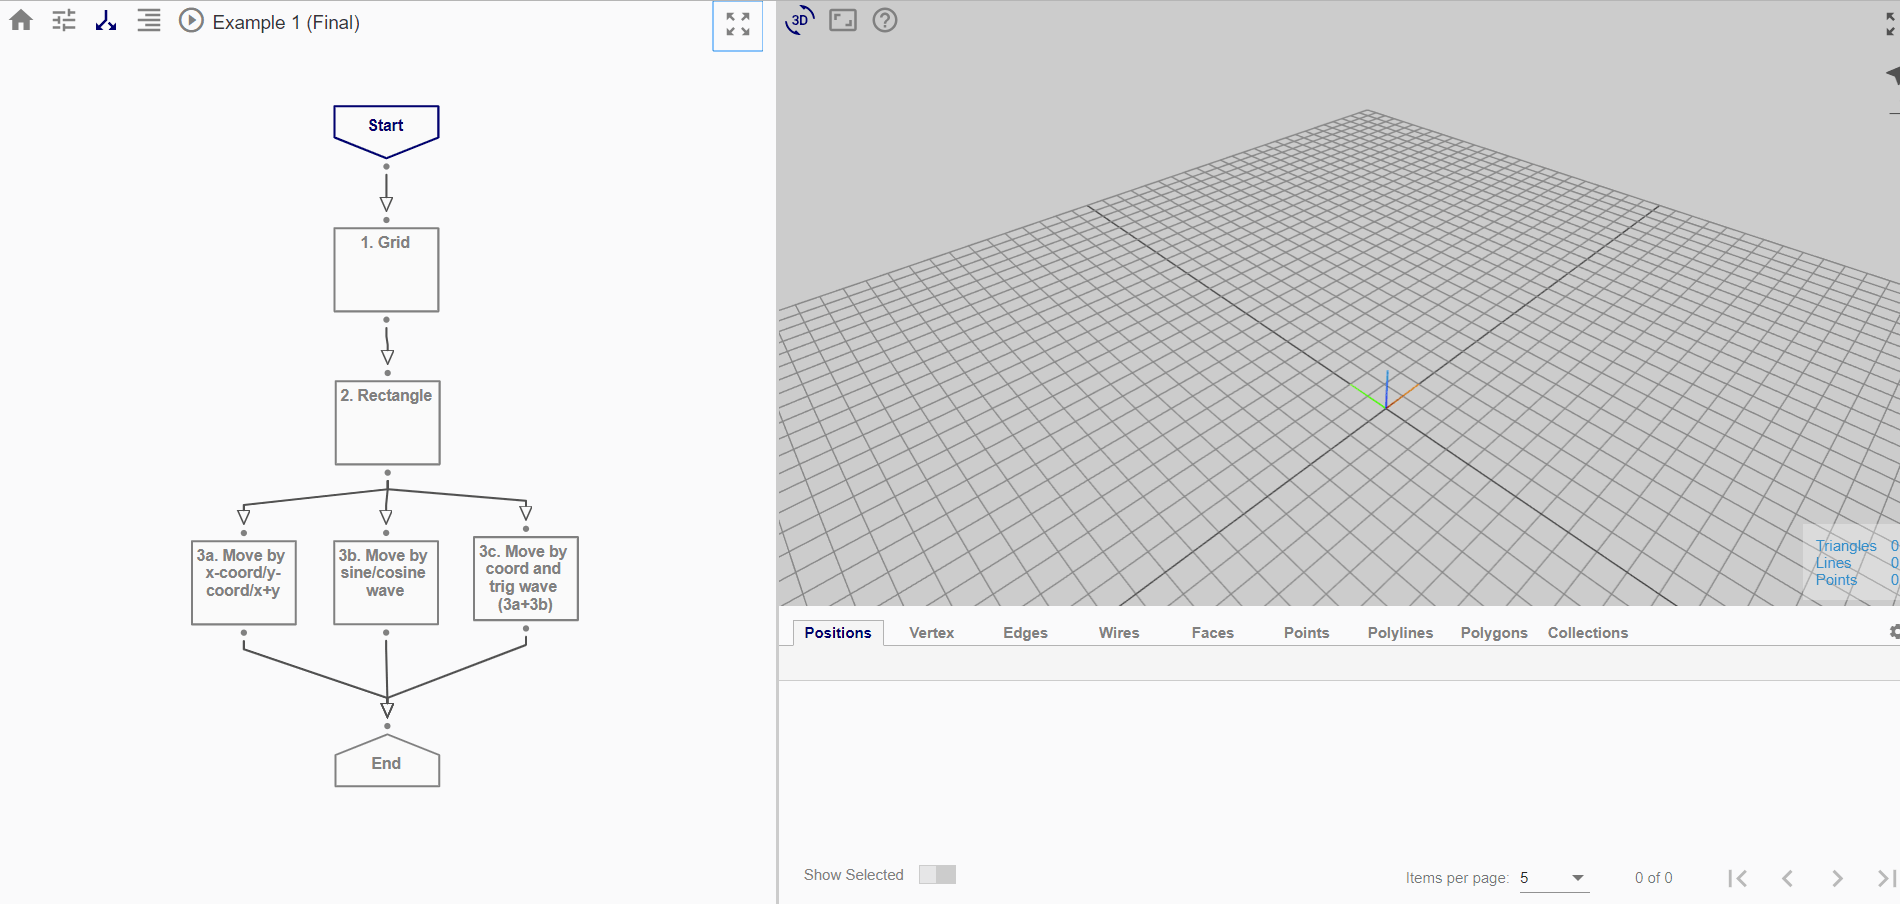 Example 1 (Final)
Start
1. Grid
2. Rectangle
3a. Move by
x-coord/y-
coord/x+y
3b. Move by
sine/cosine
wave
3c. Move by
coord and
trig wave
(3a+3b)
End
3D
?
Triangles 0
Lines 0
Points 0
Positions Vertex Edges Wires Faces Points Polylines Polygons Collections
Show Selected
Items per page: 5 0 of 0